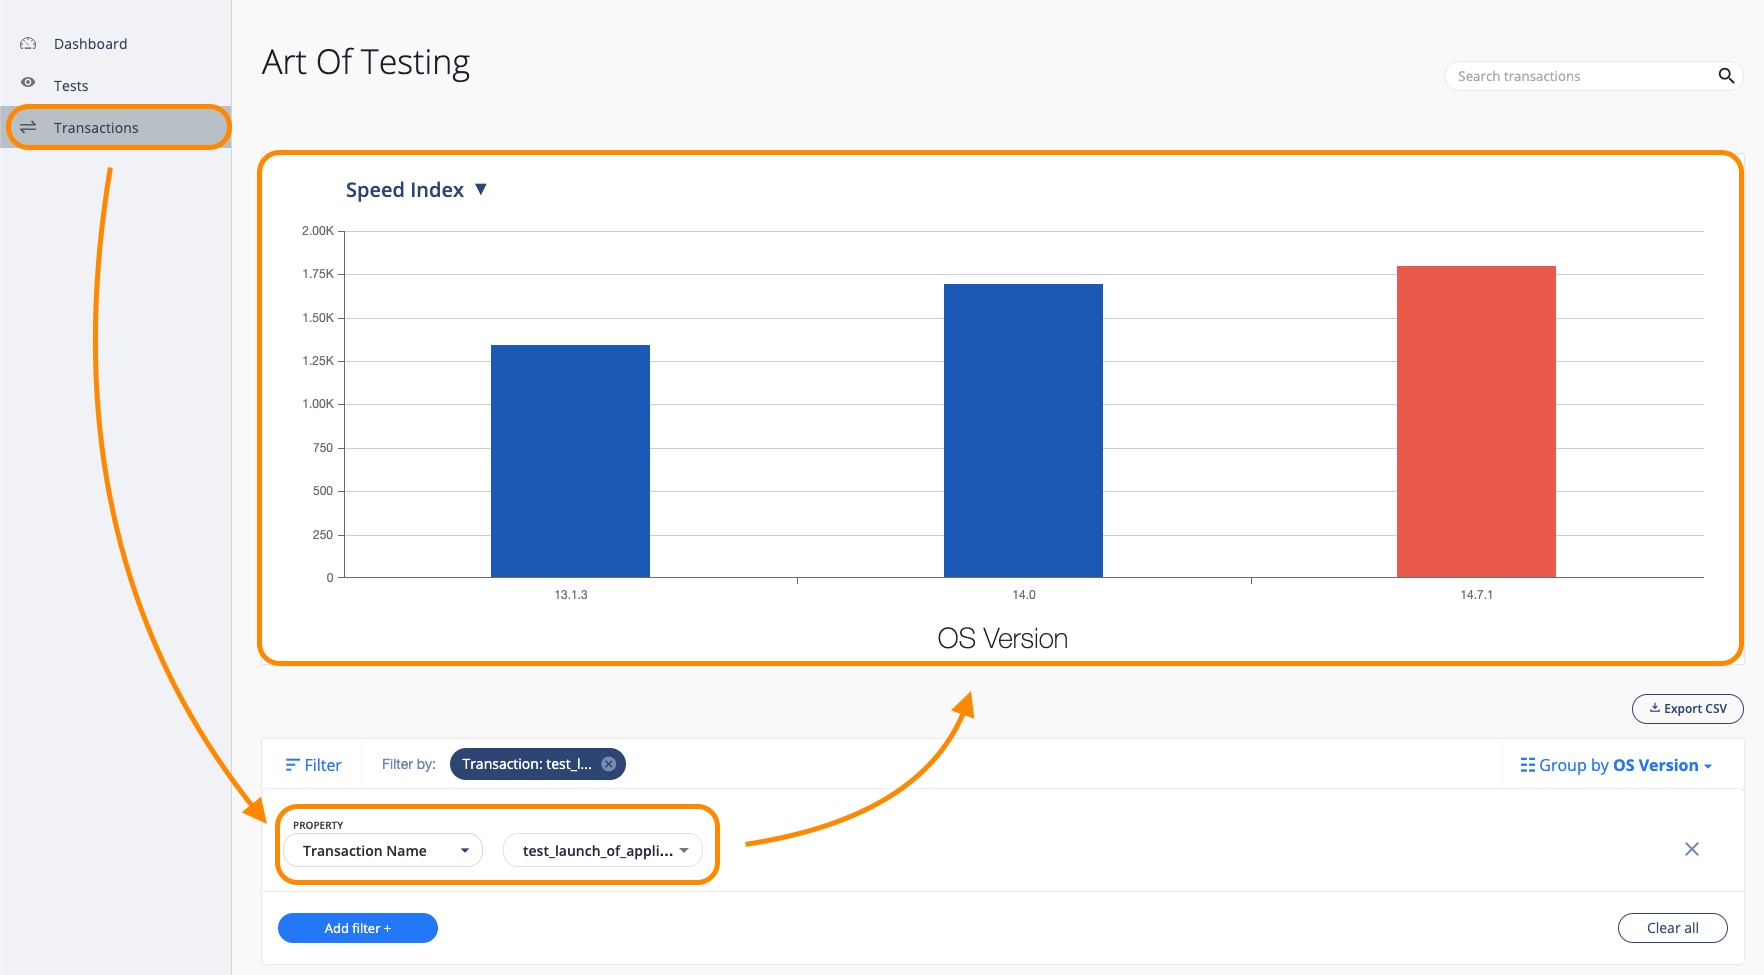 Dashboard
Tests
Transactions
Art Of Testing
Search transactions
Speed Index ▼
2.00K
1.75K
1.50K
1.25K
1.00K
750
500
250
0
13.1.3
14.0
14.7.1
OS Version
Export CSV
Filter
Filter by:
Transaction: test_l...
Group by OS Version
PROPERTY
Transaction Name
test_launch_of_appli...
Add filter +
Clear all